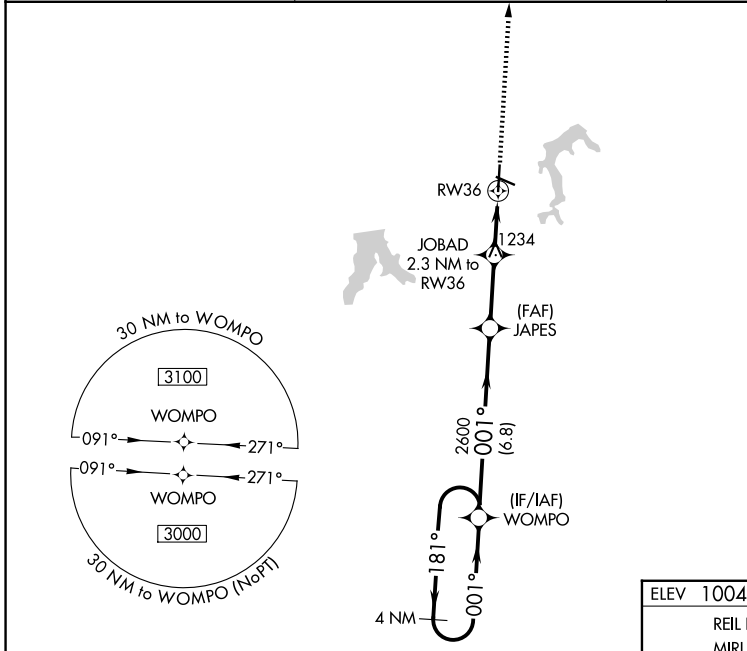 RW36
JOBAD
2.3 NM to
RW36
1234
(FAF)
JAPES
30 NM to WOMPO
3100
WOMPO
091°
271°
091°
271°
WOMPO
3000
30 NM to WOMPO (NoPT)
2600
001°
(6.8)
(IF/IAF)
WOMPO
181°
001°
4 NM
ELEV 1004
REIL
MIRL